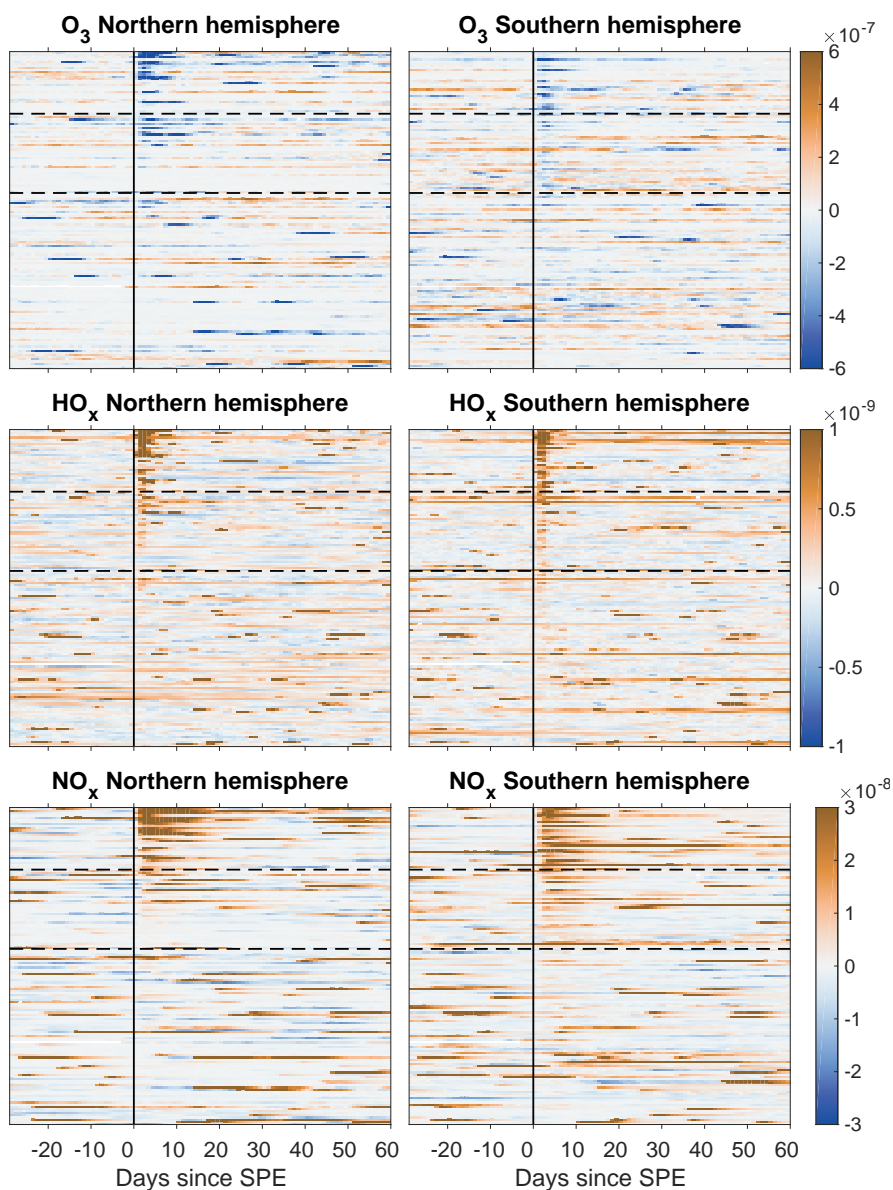 O3 Northern hemisphere
O3 Southern hemisphere
×10-7
6
4
2
0
-2
-4
-6
HOx Northern hemisphere
HOx Southern hemisphere
×10-9
1
0.5
0
-0.5
-1
NOx Northern hemisphere
NOx Southern hemisphere
×10-8
3
2
1
0
-1
-2
-3
-20 -10 0 10 20 30 40 50 60
-20 -10 0 10 20 30 40 50 60
Days since SPE
Days since SPE